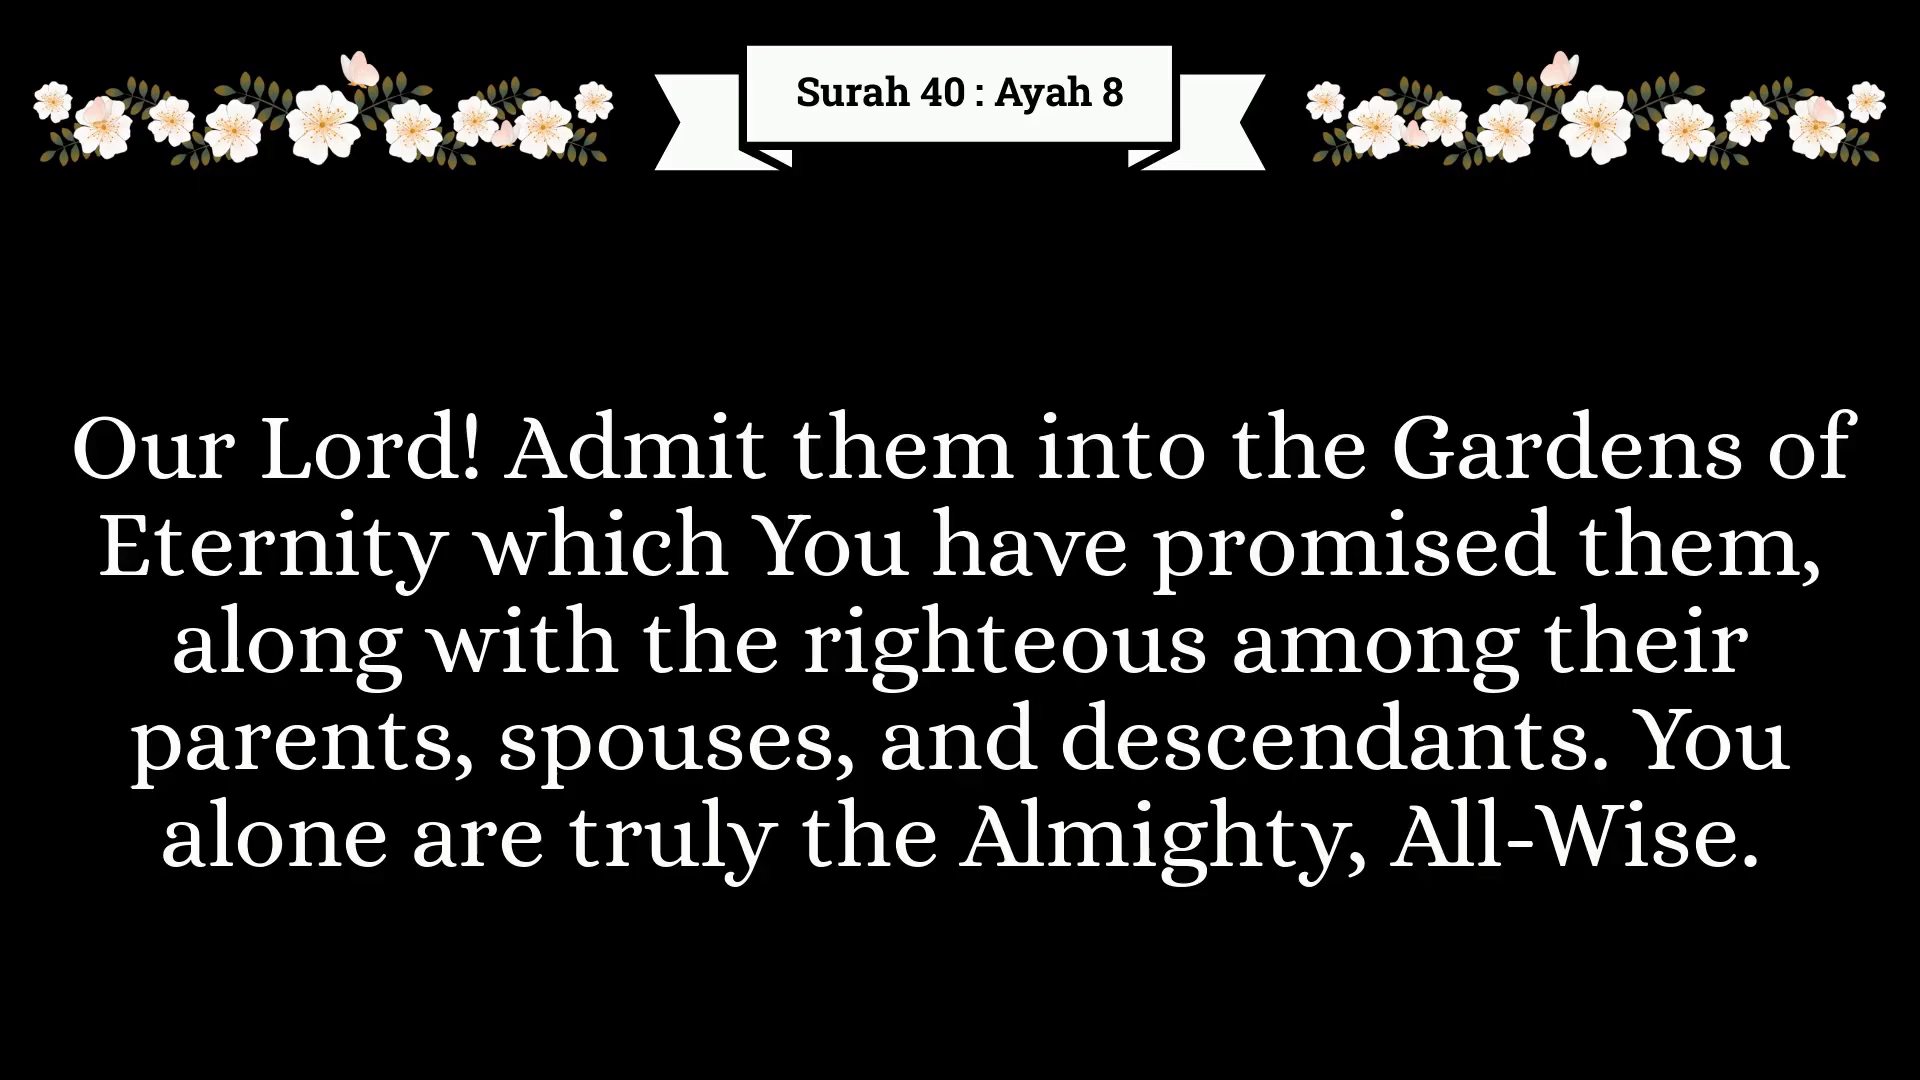 Surah 40 : Ayah 8
Our Lord! Admit them into the Gardens of
Eternity which You have promised them,
along with the righteous among their
parents, spouses, and descendants. You
alone are truly the Almighty, All-Wise.